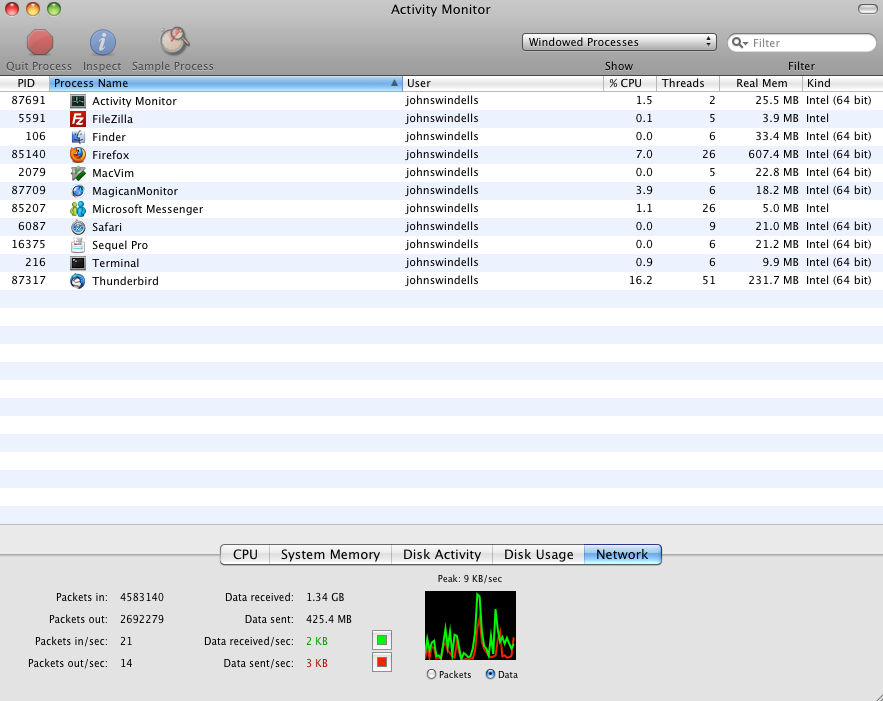 Activity Monitor
Quit Process Inspect Sample Process Windowed Processes Show Filter Filter
PID Process Name User % CPU Threads Real Mem Kind
87691 Activity Monitor johnswindells 1.5 2 25.5 MB Intel (64 bit)
5591 FileZilla johnswindells 0.1 5 3.9 MB Intel
106 Finder johnswindells 0.0 6 33.4 MB Intel (64 bit)
85140 Firefox johnswindells 7.0 26 607.4 MB Intel (64 bit)
2079 MacVim johnswindells 0.0 5 22.8 MB Intel (64 bit)
87709 MagicanMonitor johnswindells 3.9 6 18.2 MB Intel (64 bit)
85207 Microsoft Messenger johnswindells 1.1 26 5.0 MB Intel
6087 Safari johnswindells 0.0 9 21.0 MB Intel (64 bit)
16375 Sequel Pro johnswindells 0.0 6 21.2 MB Intel (64 bit)
216 Terminal johnswindells 0.9 6 9.9 MB Intel (64 bit)
87317 Thunderbird johnswindells 16.2 51 231.7 MB Intel (64 bit)
CPU System Memory Disk Activity Disk Usage Network
Peak: 9 KB/sec
Packets in: 4583140 Data received: 1.34 GB
Packets out: 2692279 Data sent: 425.4 MB
Packets in/sec: 21 Data received/sec: 2 KB
Packets out/sec: 14 Data sent/sec: 3 KB
Packets Data